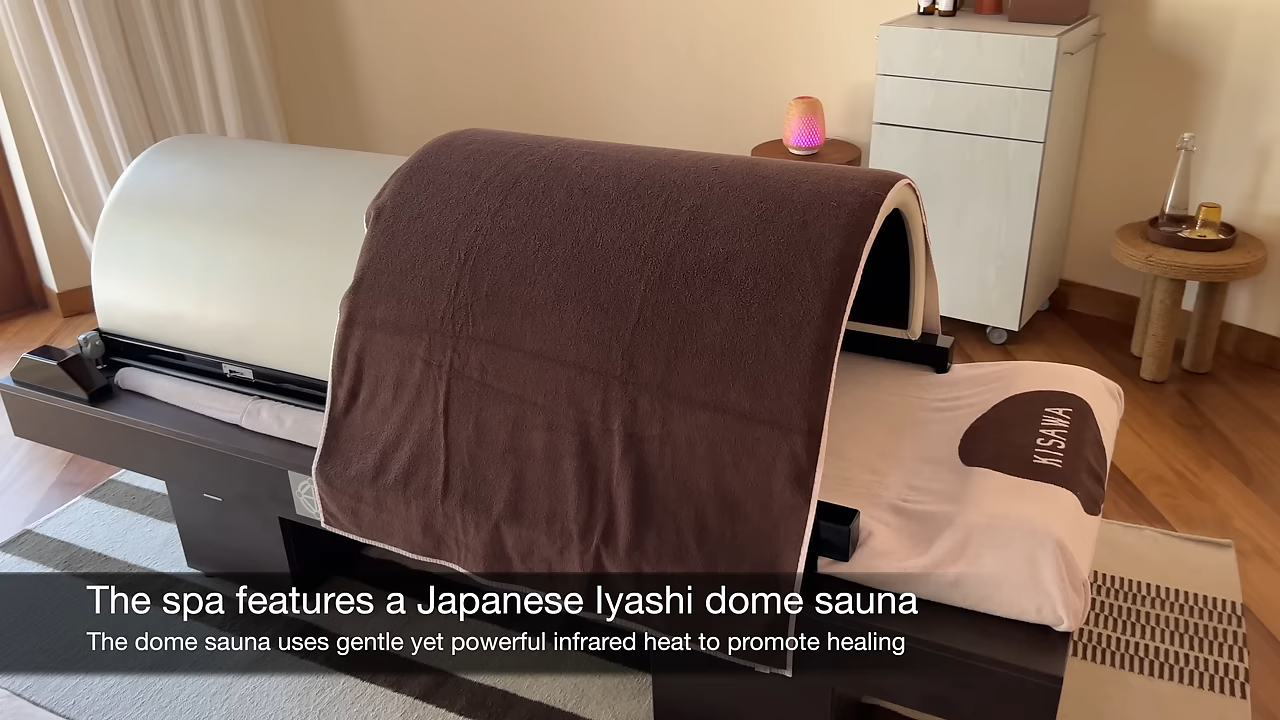 KISAWA
The spa features a Japanese Iyashi dome sauna
The dome sauna uses gentle yet powerful infrared heat to promote healing